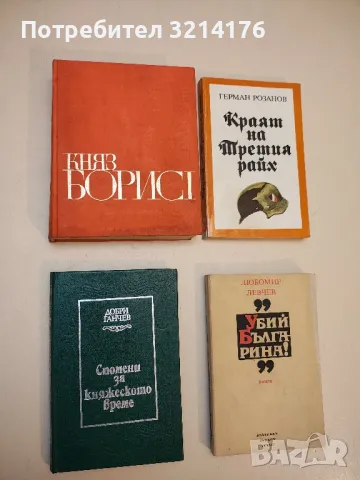 Потребител 3214176
КНЯЗ
БОРИС I
ГЕРМАН РОЗАНОВ
Краят
на
Третия
райх
ДОБРИ
ГАНЧЕВ
Спомени
за
княжеското
време
ЛЮБОМИР
ЛЕВЧЕВ
„УБИЙ
БЪЛГА-
РИНА!”
BAZAR